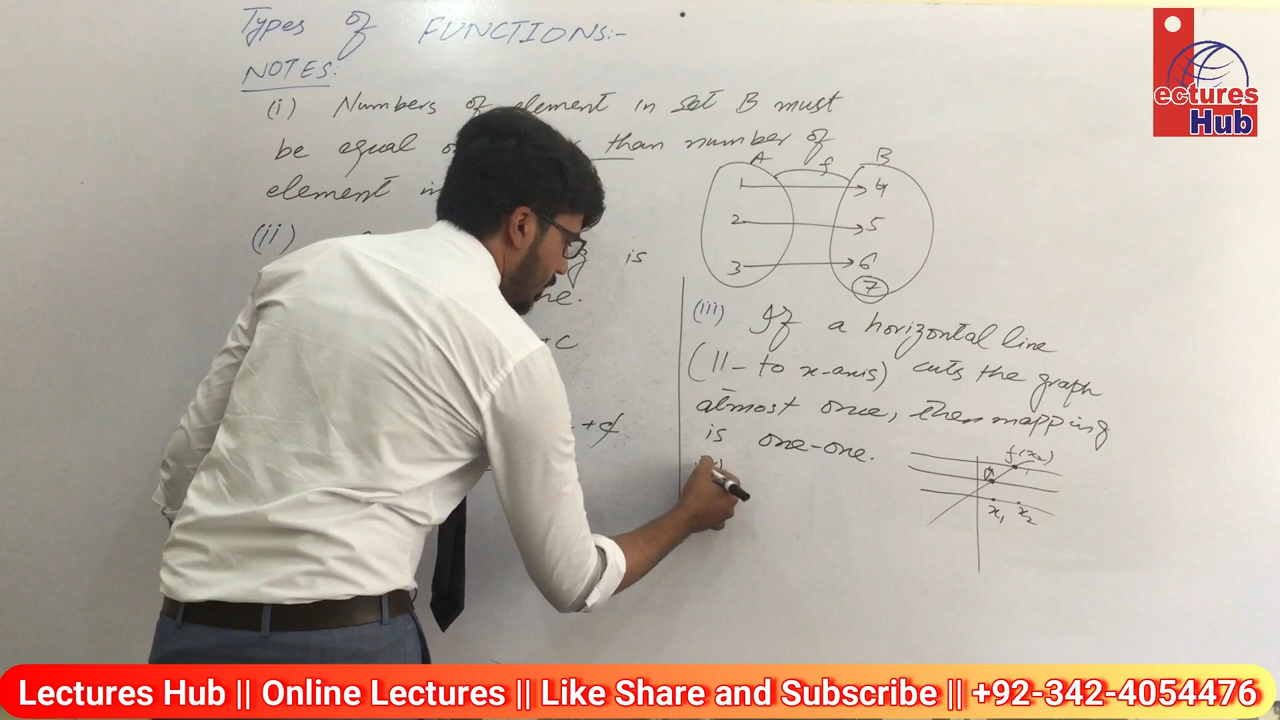 Types of FUNCTIONS:-
NOTES:
(i) Numbers of element in set B must
be equal than number of
element in
(ii) is
ne.
+c
+c
A f B
1 4
2 5
3 6
7
(iii) If a horizontal line
(11- to x-axis) cuts the graph
atmost once, then mapping
is one-one.
f(x2)
x1 x2
ectures
Hub
Lectures Hub || Online Lectures || Like Share and Subscribe || +92-342-4054476